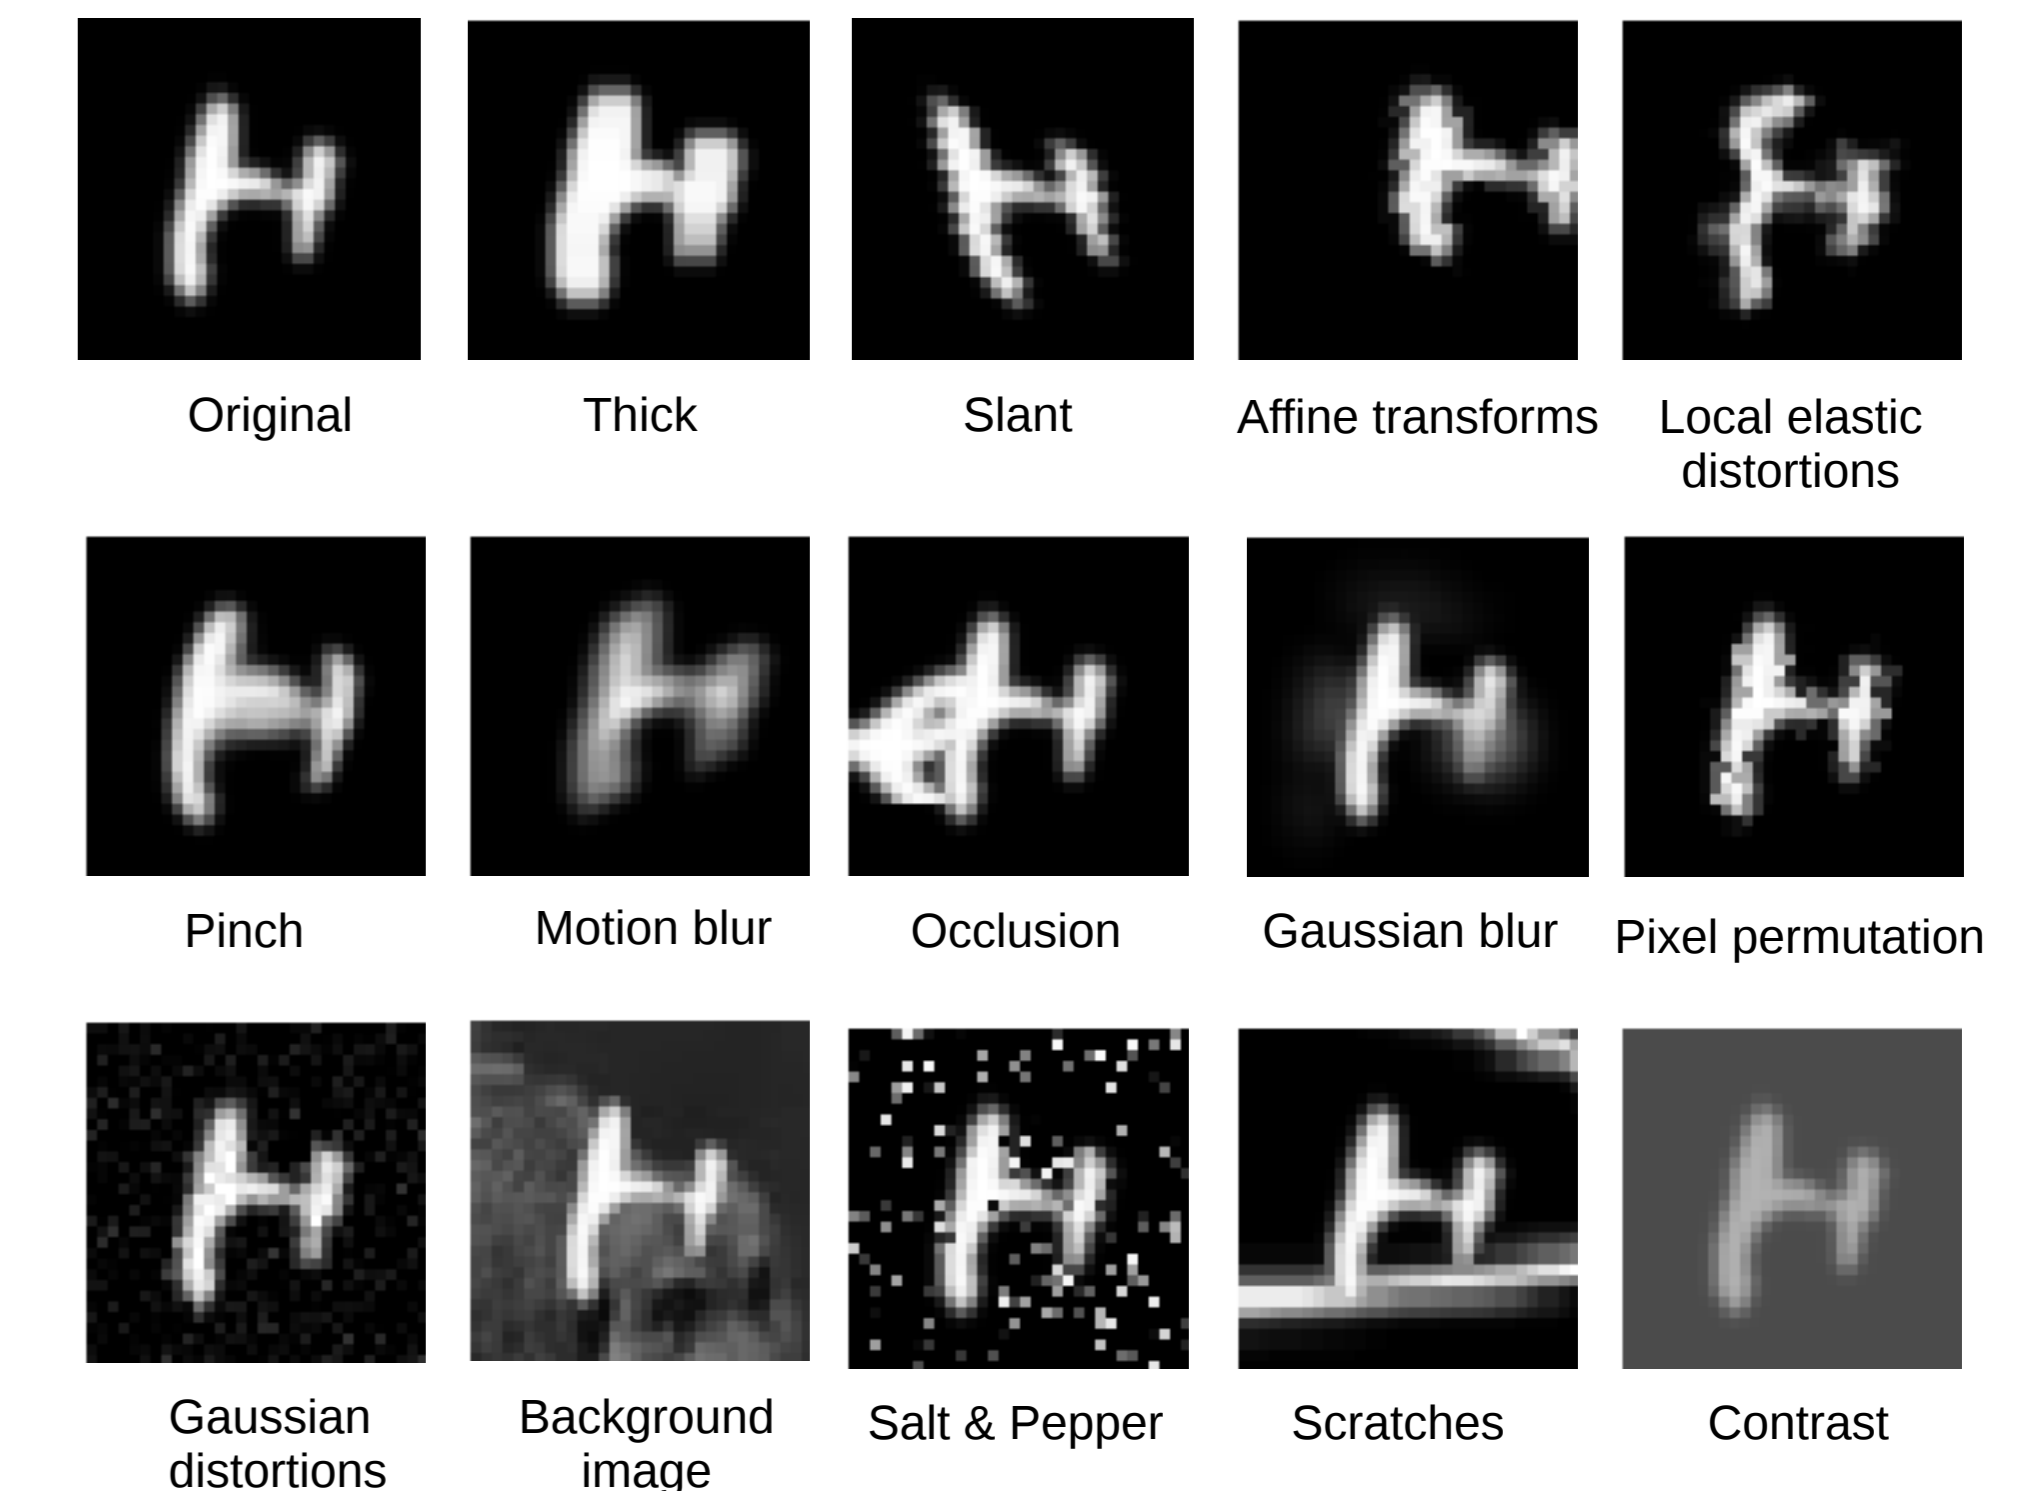 Original
Thick
Slant
Affine transforms
Local elastic
distortions
Pinch
Motion blur
Occlusion
Gaussian blur
Pixel permutation
Gaussian
distortions
Background
image
Salt & Pepper
Scratches
Contrast